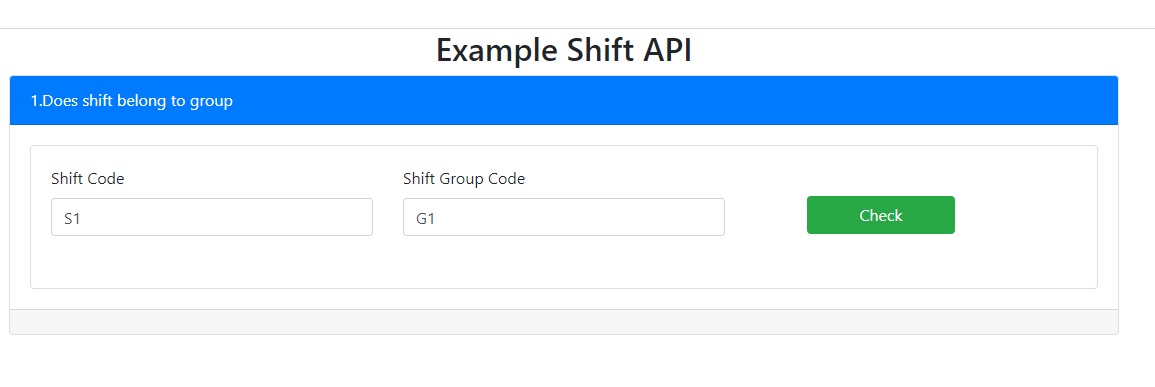 Example Shift API
1.Does shift belong to group
Shift Code
Shift Group Code
S1
G1
Check